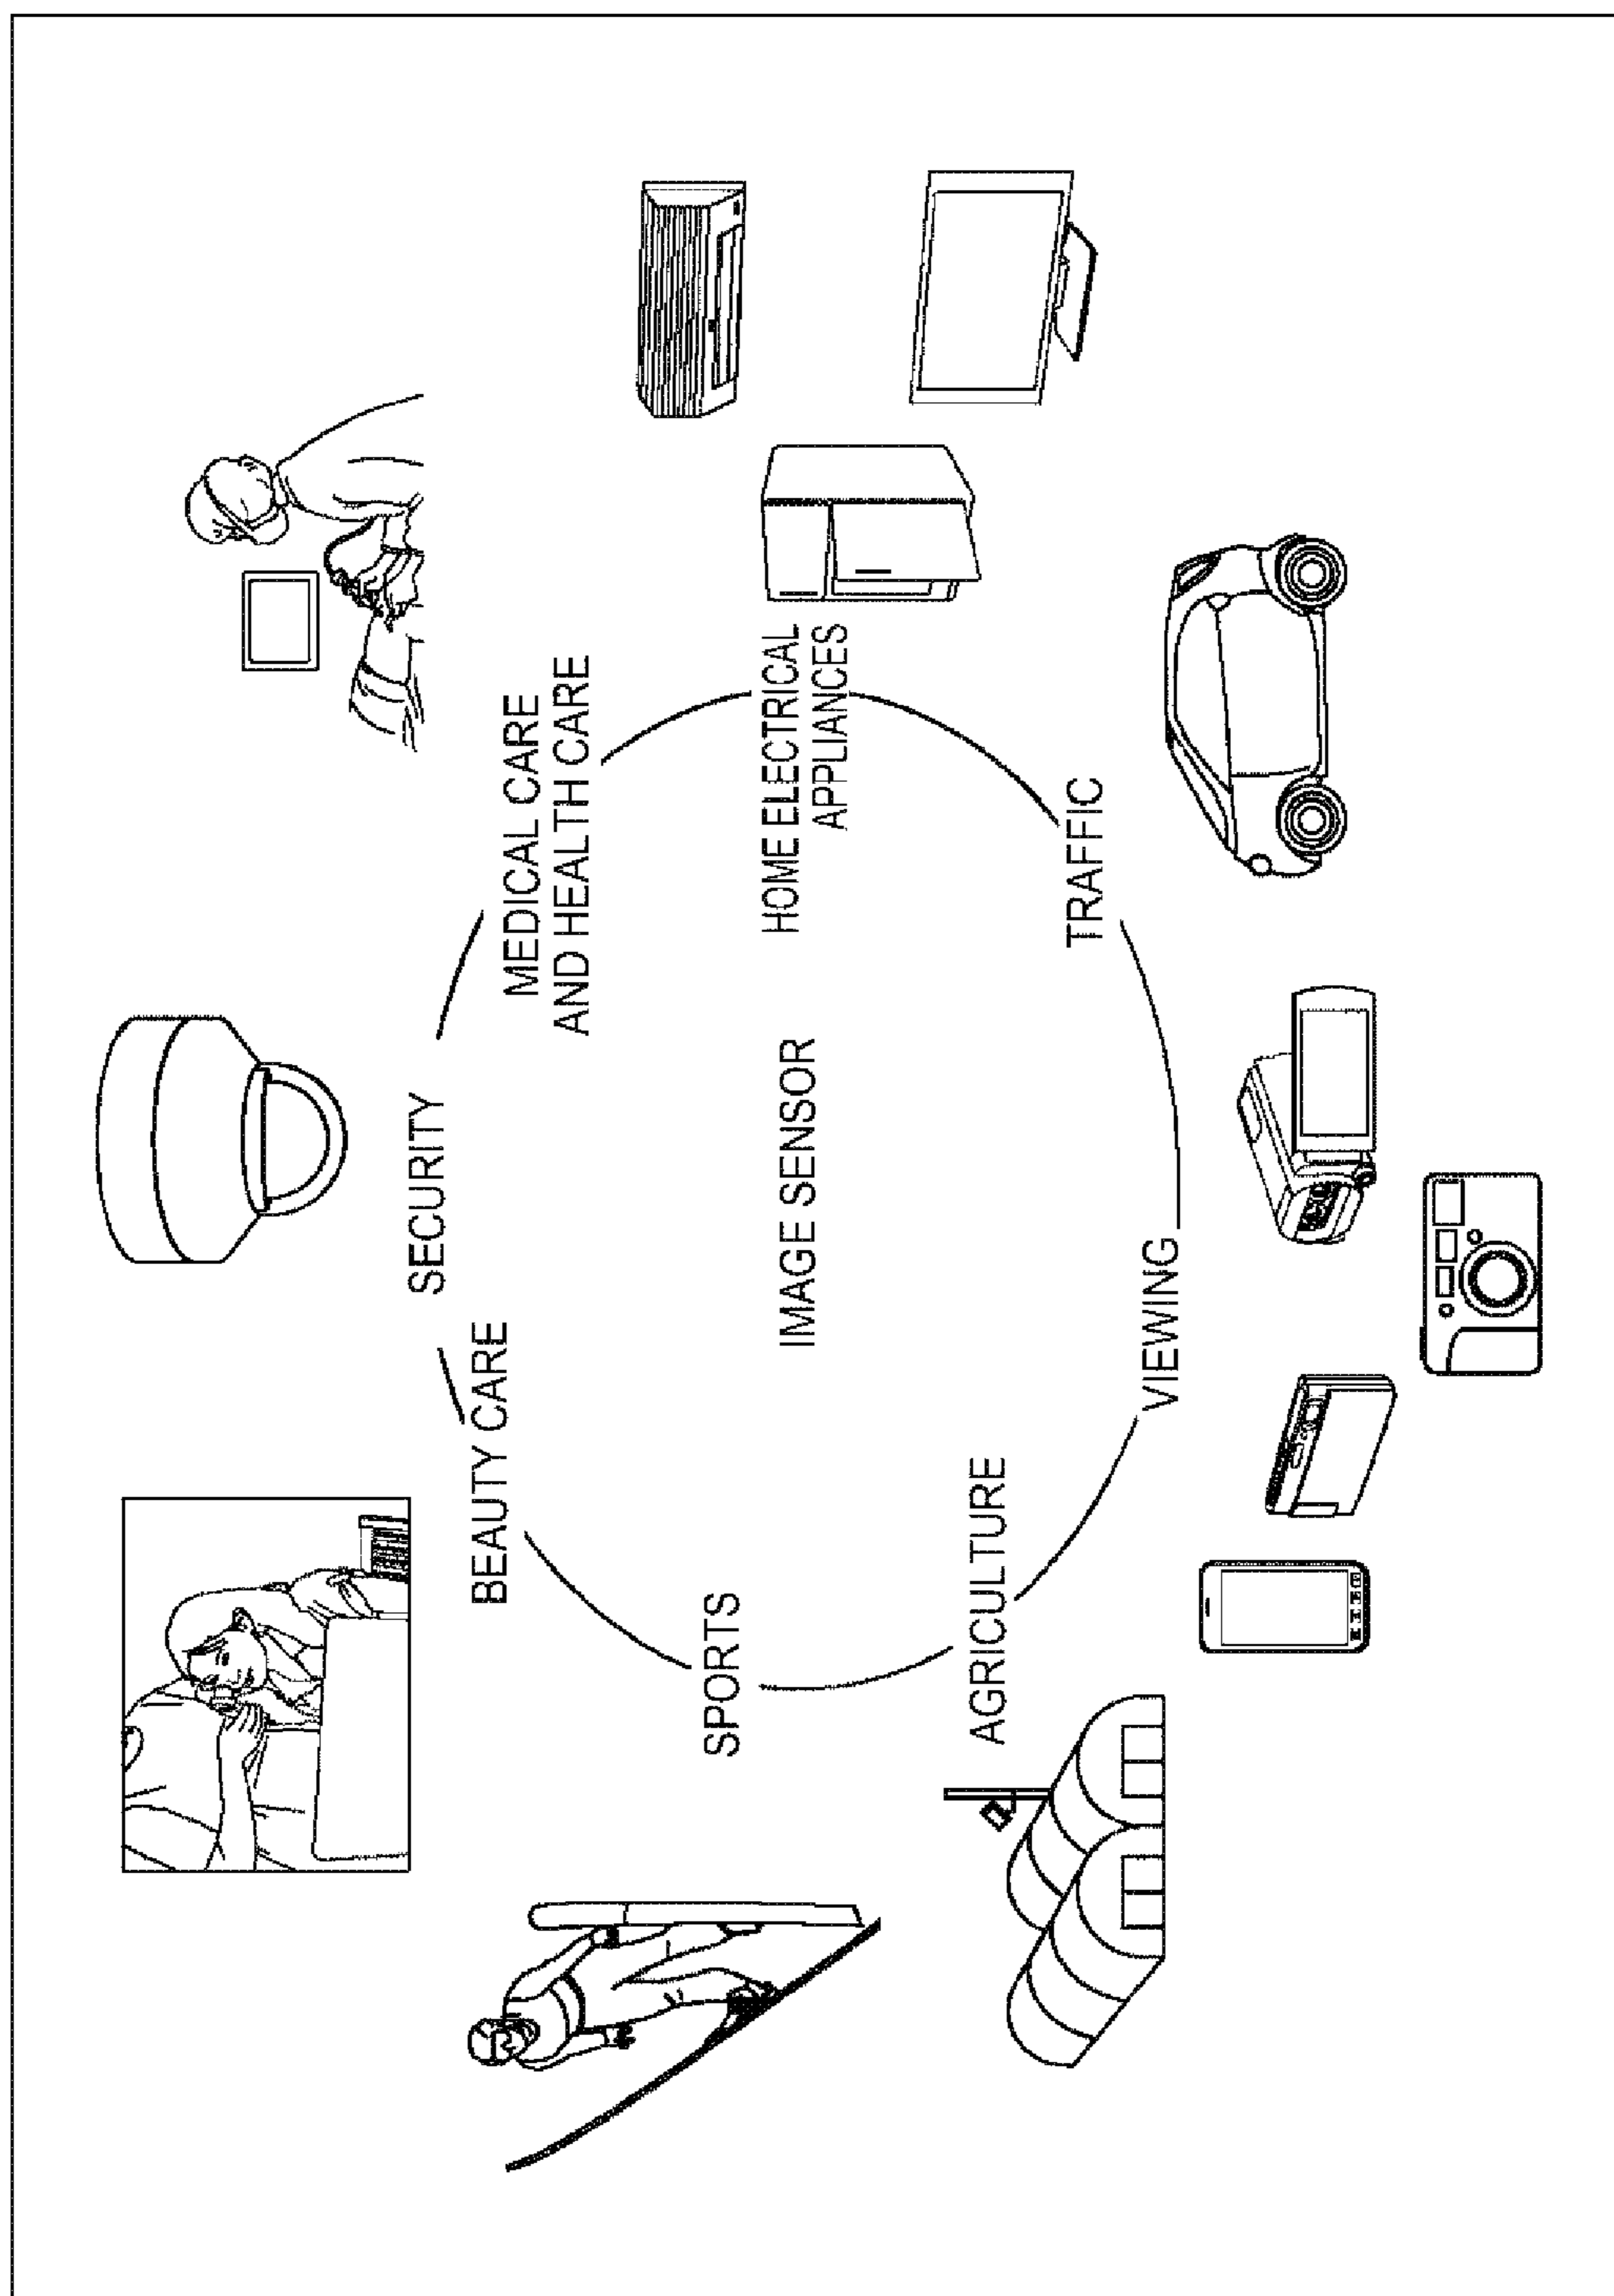 SECURITY
BEAUTY CARE
MEDICAL CARE
AND HEALTH CARE
SPORTS
IMAGE SENSOR
HOME ELECTRICAL
APPLIANCES
AGRICULTURE
TRAFFIC
VIEWING